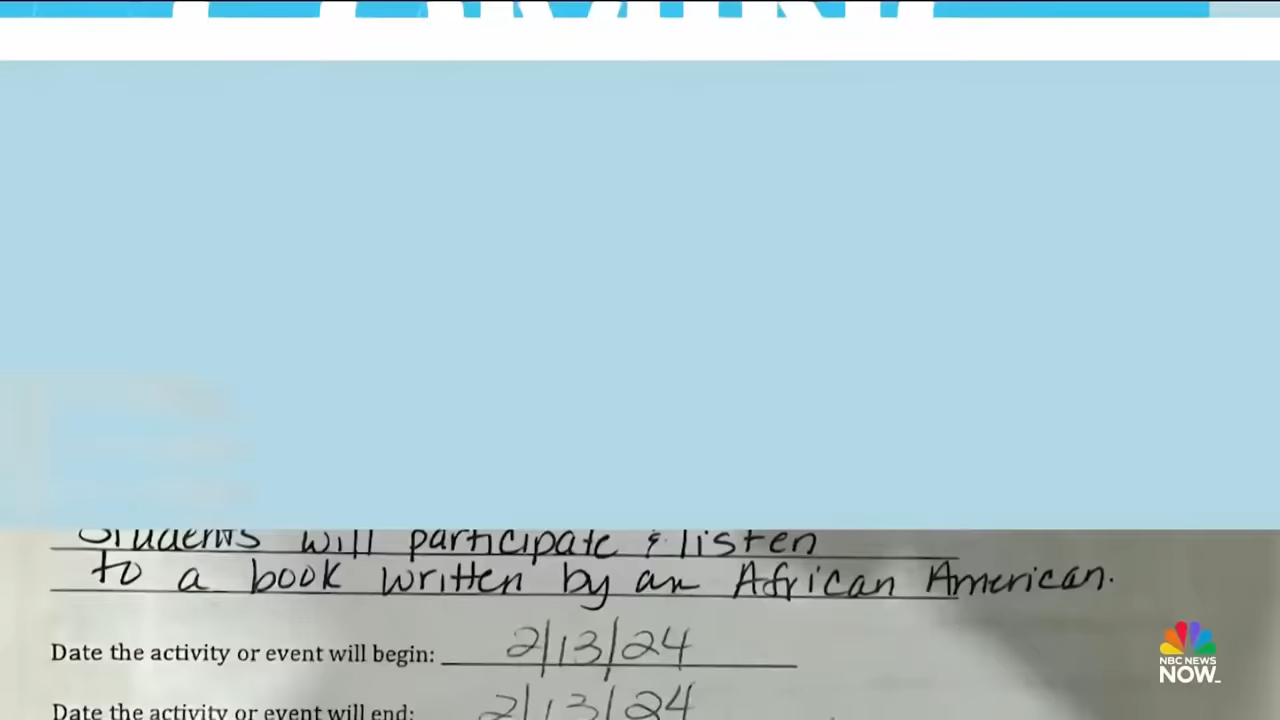 Students will participate & listen
to a book written by an African American.
Date the activity or event will begin: 2/13/24
Date the activity or event will end: 2/13/24
NBC NEWS
NOW